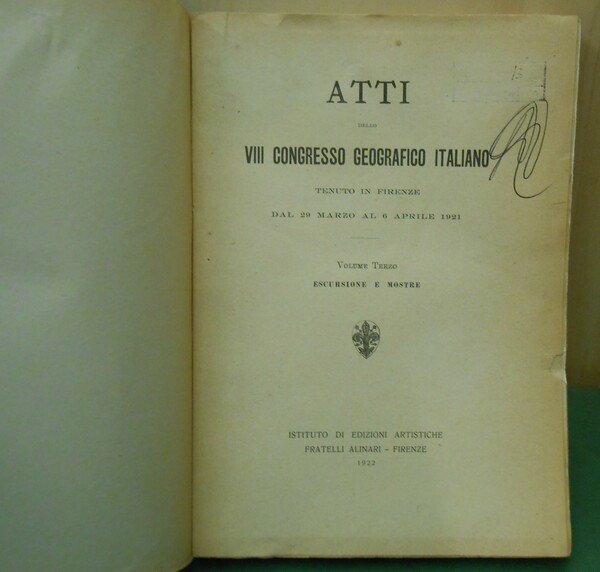 ATTI
DELLO
VIII CONGRESSO GEOGRAFICO ITALIANO
TENUTO IN FIRENZE
DAL 29 MARZO AL 6 APRILE 1921
VOLUME TERZO
ESCURSIONE E MOSTRE
ISTITUTO DI EDIZIONI ARTISTICHE
FRATELLI ALINARI - FIRENZE
1922